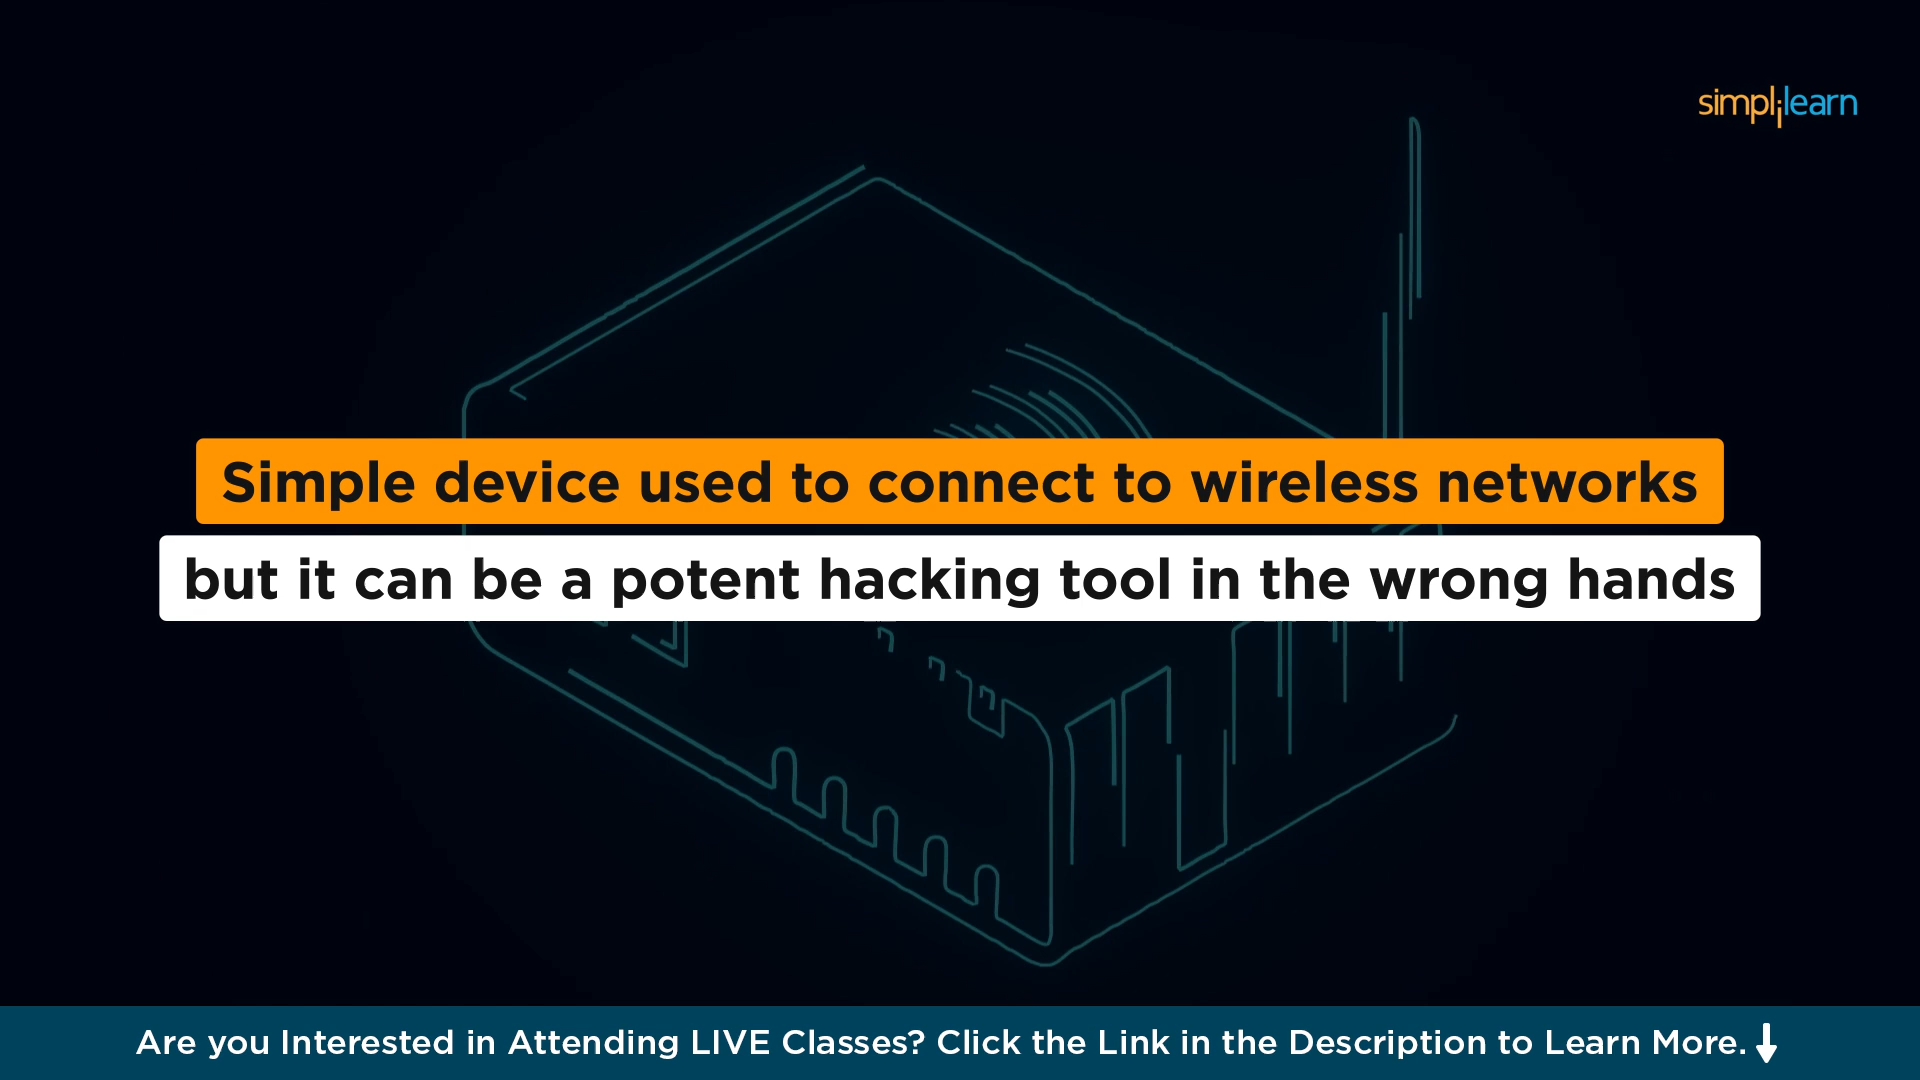 simplilearn
Simple device used to connect to wireless networks
but it can be a potent hacking tool in the wrong hands
Are you Interested in Attending LIVE Classes? Click the Link in the Description to Learn More.